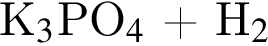 K₃PO₄ + H₂